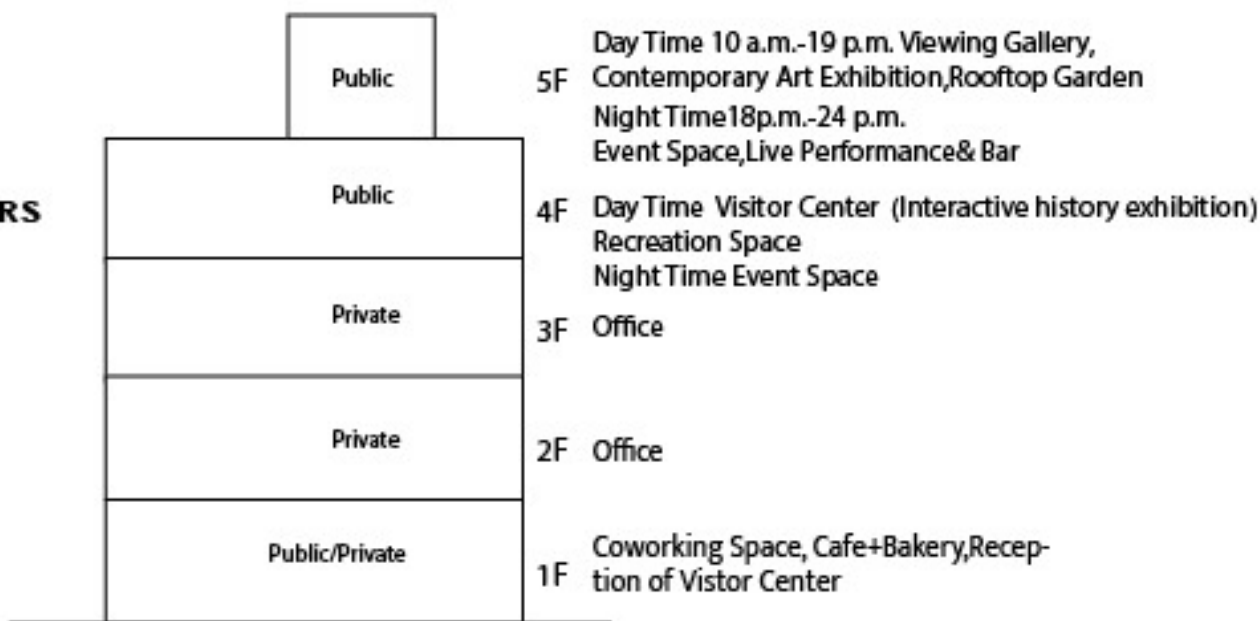 Public
5F
Day Time 10 a.m.-19 p.m. Viewing Gallery,
Contemporary Art Exhibition,Rooftop Garden
Night Time18p.m.-24 p.m.
Event Space,Live Performance& Bar
RS
Public
4F
Day Time Visitor Center (Interactive history exhibition)
Recreation Space
Night Time Event Space
Private
3F
Office
Private
2F
Office
Public/Private
1F
Coworking Space, Cafe+Bakery,Recep-
tion of Vistor Center